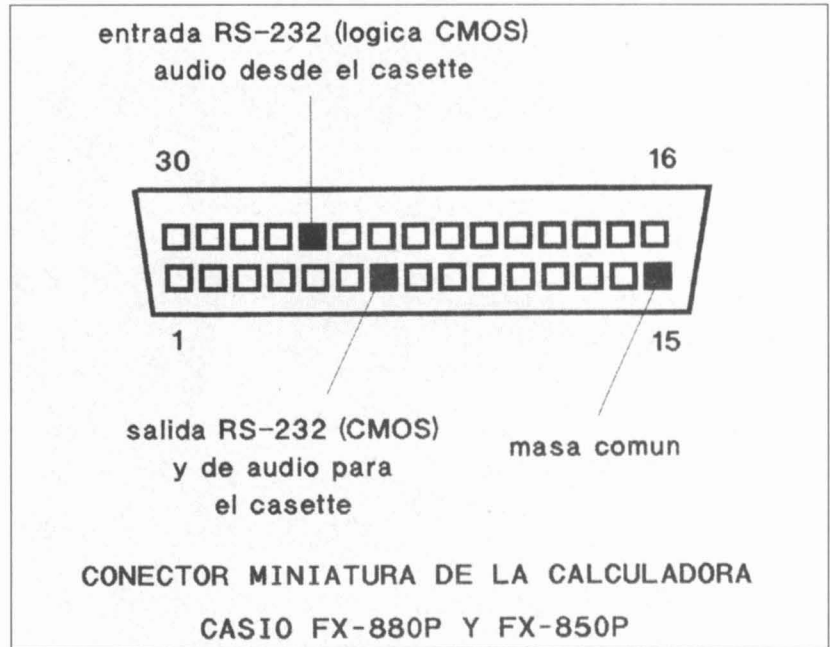 entrada RS-232 (logica CMOS)
audio desde el casette
30
16
1
15
salida RS-232 (CMOS)
y de audio para
el casette
masa comun
CONECTOR MINIATURA DE LA CALCULADORA
CASIO FX-880P Y FX-850P